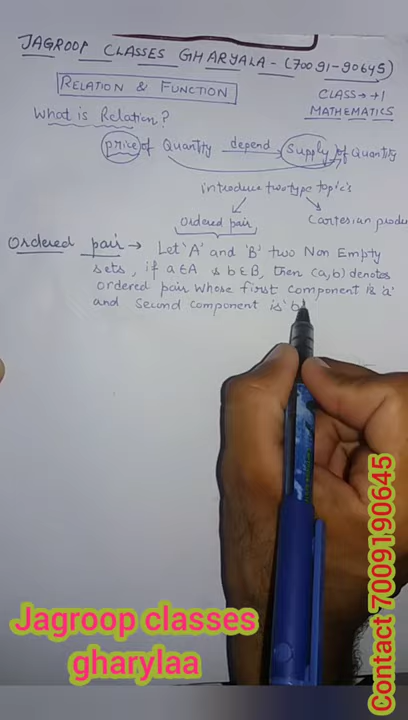 JAGROOP CLASSES GHARYALA - (70091-90645)
RELATION & FUNCTION
CLASS → +1
MATHEMATICS
What is Relation?
price of Quantity depend Supply of Quantity
introduce two type topic's
Ordered pair
Cartesian produ
Ordered pair → Let 'A' and 'B' two Non Empty
sets, if a ∈ A & b ∈ B, then (a,b) denotes
ordered pair whose first component is 'a'
and second component is 'b
Jagroop classes
gharylaa
Contact 7009190645